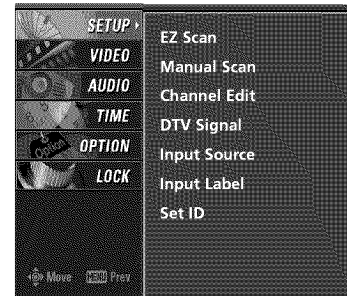 SETUP
VIDEO
AUDIO
TIME
Option OPTION
LOCK
EZ Scan
Manual Scan
Channel Edit
DTV Signal
Input Source
Input Label
Set ID
Move MENU Prev